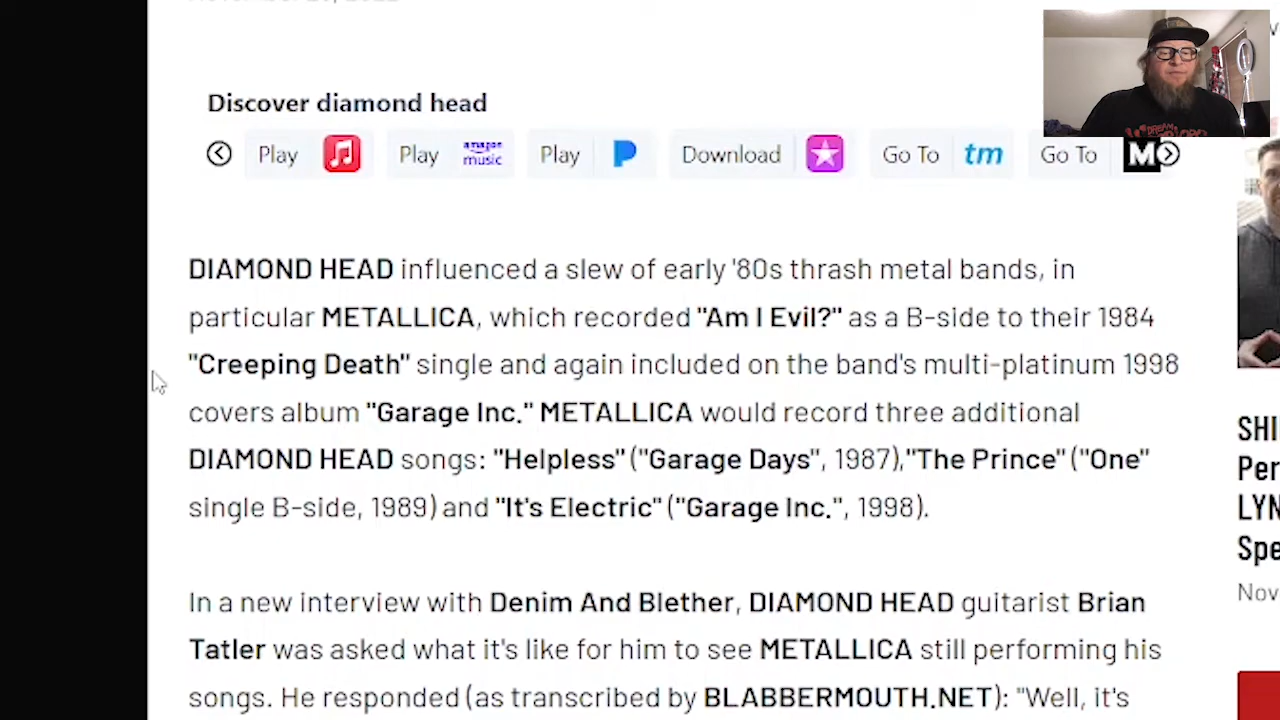 Discover diamond head
Play
Play amazon music
Play
Download
Go To tm
Go To M
DIAMOND HEAD influenced a slew of early '80s thrash metal bands, in
particular METALLICA, which recorded "Am I Evil?" as a B-side to their 1984
"Creeping Death" single and again included on the band's multi-platinum 1998
covers album "Garage Inc." METALLICA would record three additional
DIAMOND HEAD songs: "Helpless" ("Garage Days", 1987),"The Prince" ("One"
single B-side, 1989) and "It's Electric" ("Garage Inc.", 1998).
In a new interview with Denim And Blether, DIAMOND HEAD guitarist Brian
Tatler was asked what it's like for him to see METALLICA still performing his
songs. He responded (as transcribed by BLABBERMOUTH.NET): "Well, it's
SHI
Per
LYN
Spe
Nov